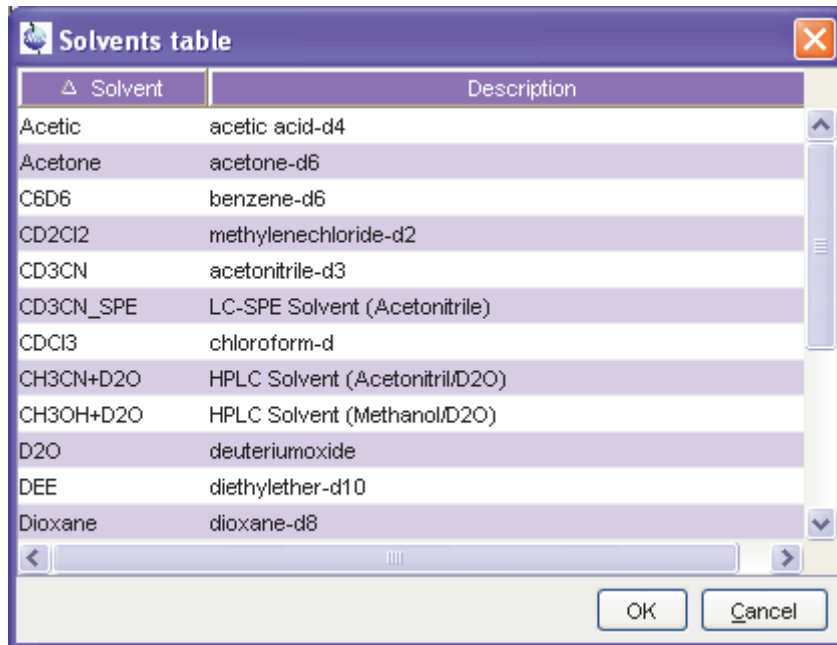 Solvents table
Solvent Description
Acetic acetic acid-d4
Acetone acetone-d6
C6D6 benzene-d6
CD2Cl2 methylenechloride-d2
CD3CN acetonitrile-d3
CD3CN_SPE LC-SPE Solvent (Acetonitrile)
CDCl3 chloroform-d
CH3CN+D2O HPLC Solvent (Acetonitril/D2O)
CH3OH+D2O HPLC Solvent (Methanol/D2O)
D2O deuteriumoxide
DEE diethylether-d10
Dioxane dioxane-d8
OK Cancel